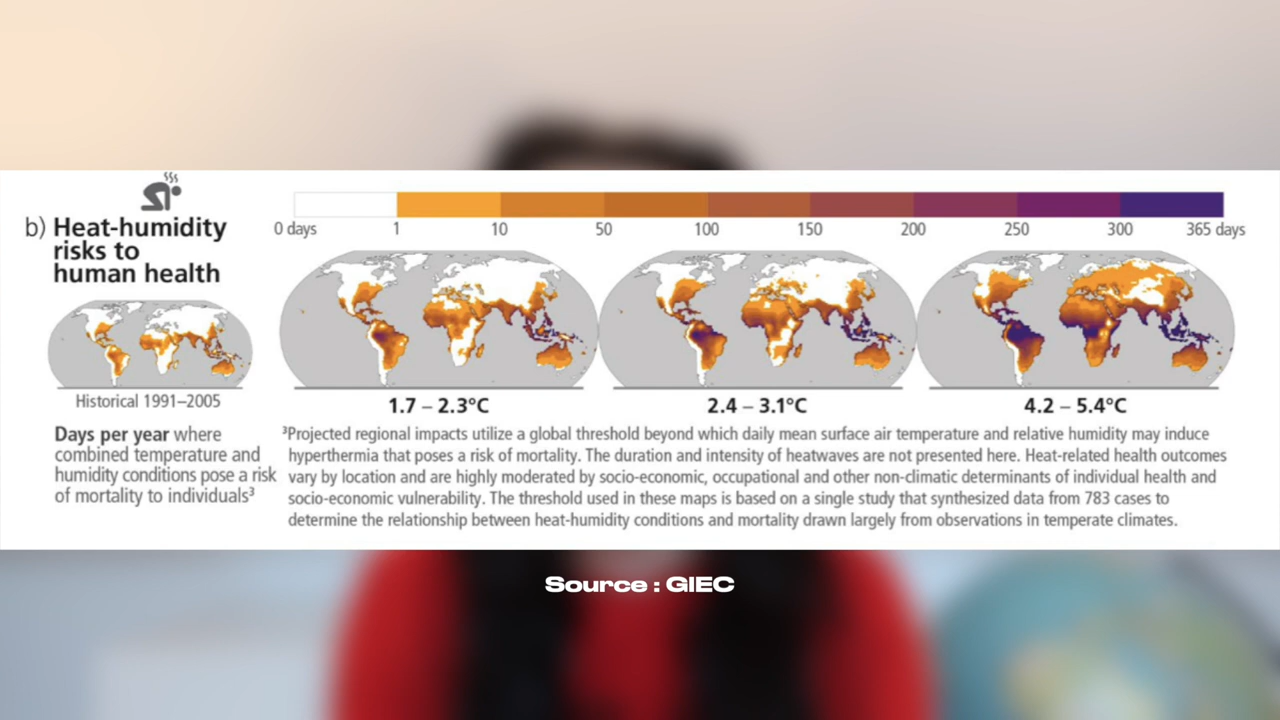 b) Heat-humidity
risks to
human health
0 days 1 10 50 100 150 200 250 300 365 days
Historical 1991–2005
1.7 – 2.3°C
2.4 – 3.1°C
4.2 – 5.4°C
Days per year where
combined temperature and
humidity conditions pose a risk
of mortality to individuals³
³Projected regional impacts utilize a global threshold beyond which daily mean surface air temperature and relative humidity may induce
hyperthermia that poses a risk of mortality. The duration and intensity of heatwaves are not presented here. Heat-related health outcomes
vary by location and are highly moderated by socio-economic, occupational and other non-climatic determinants of individual health and
socio-economic vulnerability. The threshold used in these maps is based on a single study that synthesized data from 783 cases to
determine the relationship between heat-humidity conditions and mortality drawn largely from observations in temperate climates.
Source : GIEC